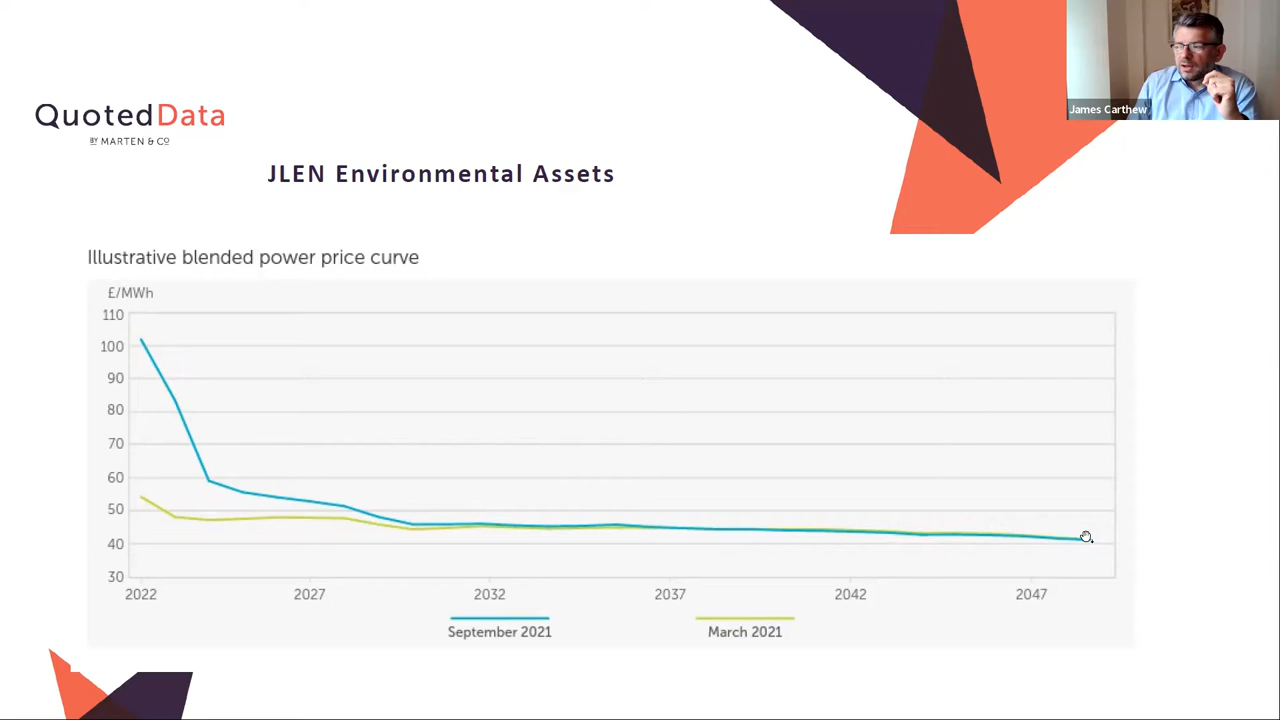 James Carthew
QuotedData
BY MARTEN & CO
JLEN Environmental Assets
Illustrative blended power price curve
£/MWh
110
100
90
80
70
60
50
40
30
2022 2027 2032 2037 2042 2047
September 2021 March 2021